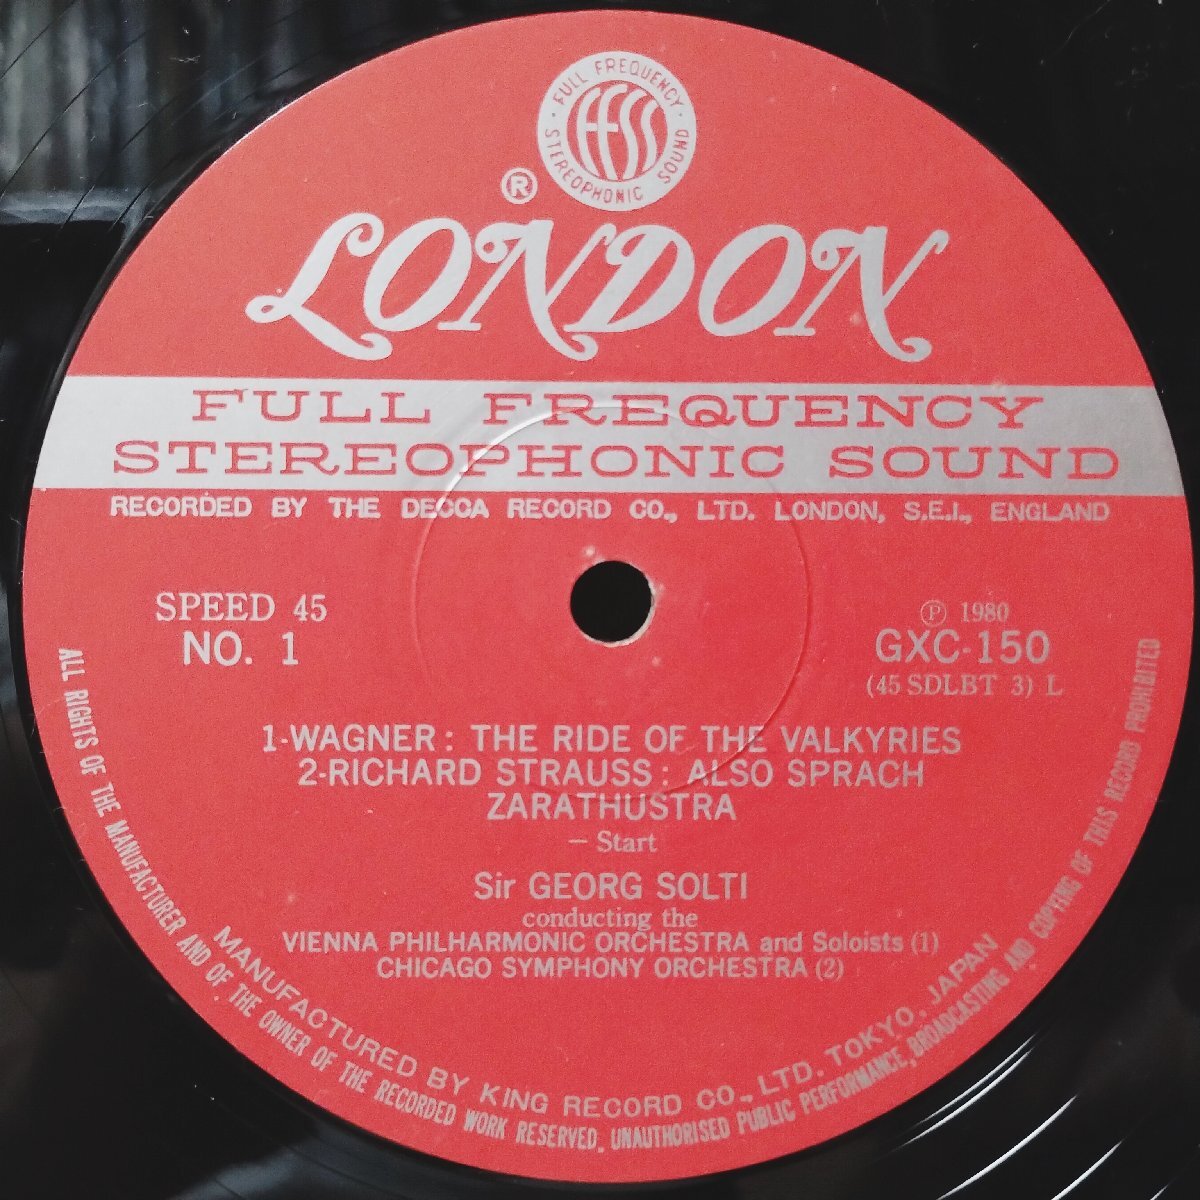 · FULL FREQUENCY ·
STEREOPHONIC SOUND
FFSS
®
LONDON
FULL FREQUENCY
STEREOPHONIC SOUND
RECORDED BY THE DECCA RECORD CO., LTD. LONDON, S.E.I., ENGLAND
SPEED 45
NO. 1
℗ 1980
GXC-150
(45 SDLBT 3) L
1-WAGNER : THE RIDE OF THE VALKYRIES
2-RICHARD STRAUSS : ALSO SPRACH
ZARATHUSTRA
— Start
Sir GEORG SOLTI
conducting the
VIENNA PHILHARMONIC ORCHESTRA and Soloists (1)
CHICAGO SYMPHONY ORCHESTRA (2)
MANUFACTURED BY KING RECORD CO., LTD. TOKYO, JAPAN
ALL RIGHTS OF THE MANUFACTURER AND OF THE OWNER OF THE RECORDED WORK RESERVED. UNAUTHORISED PUBLIC PERFORMANCE, BROADCASTING AND COPYING OF THIS RECORD PROHIBITED